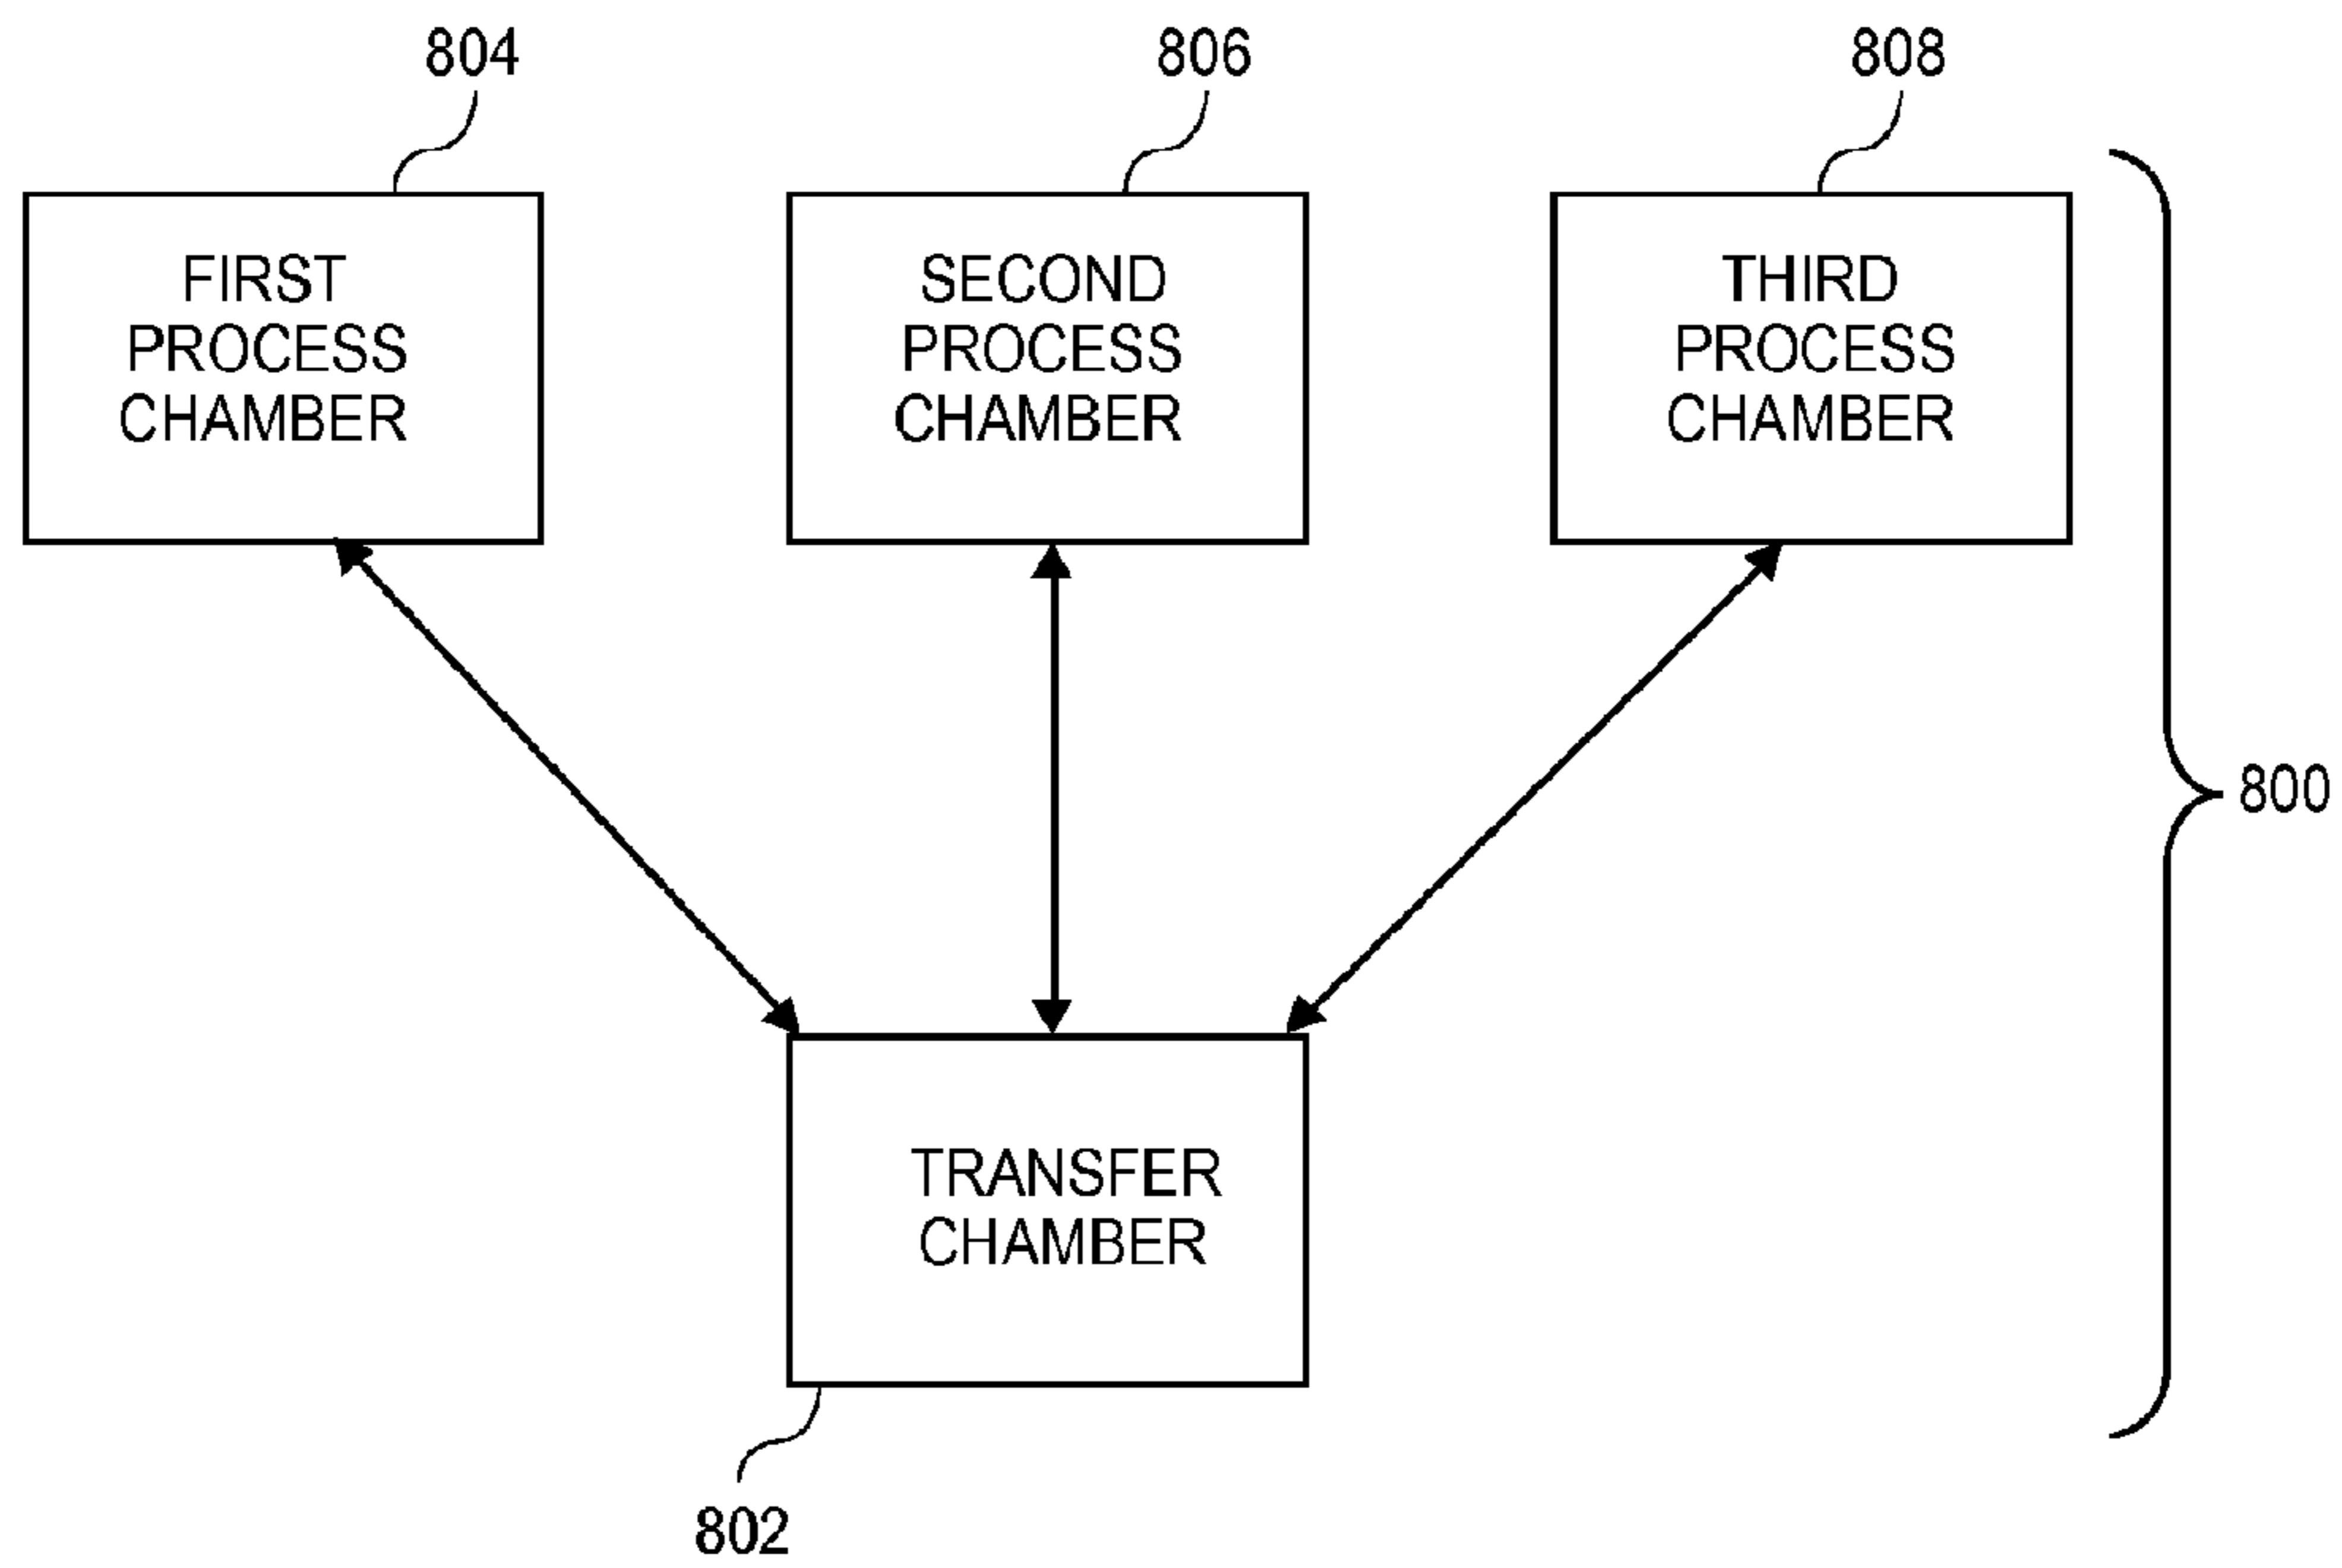 804
806
808
FIRST
PROCESS
CHAMBER
SECOND
PROCESS
CHAMBER
THIRD
PROCESS
CHAMBER
800
TRANSFER
CHAMBER
802